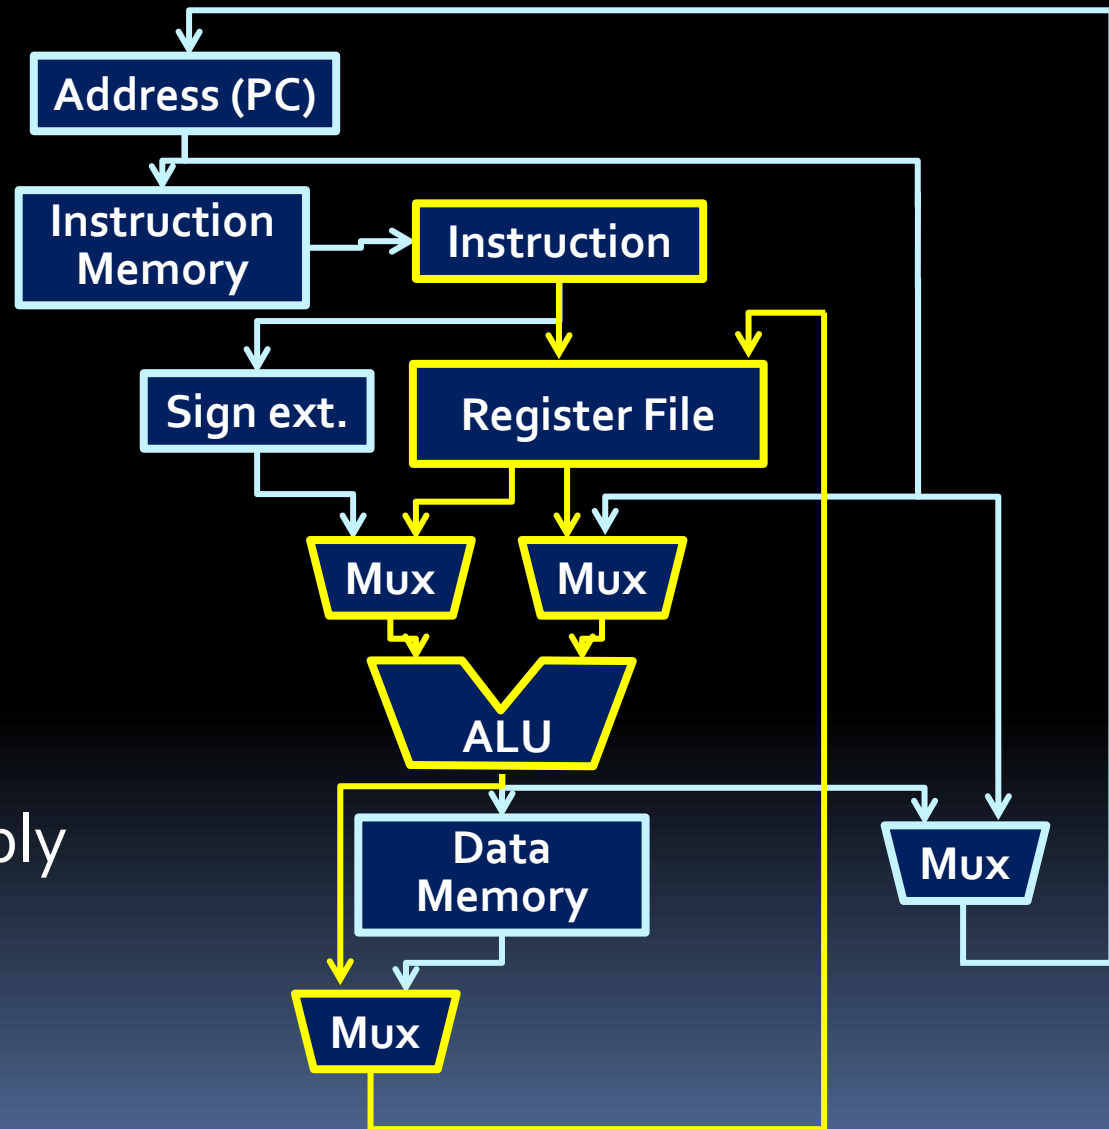 Address (PC)
Instruction
Memory
Instruction
Sign ext.
Register File
Mux
Mux
ALU
Data
Memory
Mux
Mux